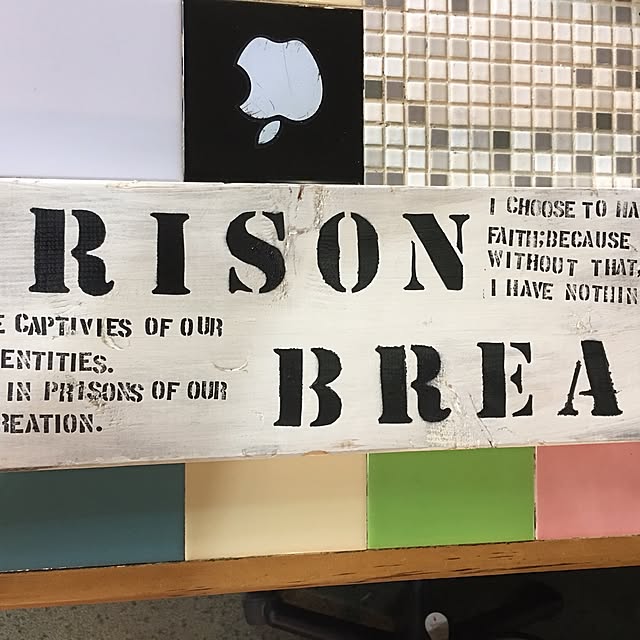 RISON
I CHOOSE TO HA
FAITH;BECAUSE
WITHOUT THAT,
I HAVE NOTHIN
E CAPTIVIES OF OUR
ENTITIES.
IN PRISONS OF OUR
REATION.
BREA